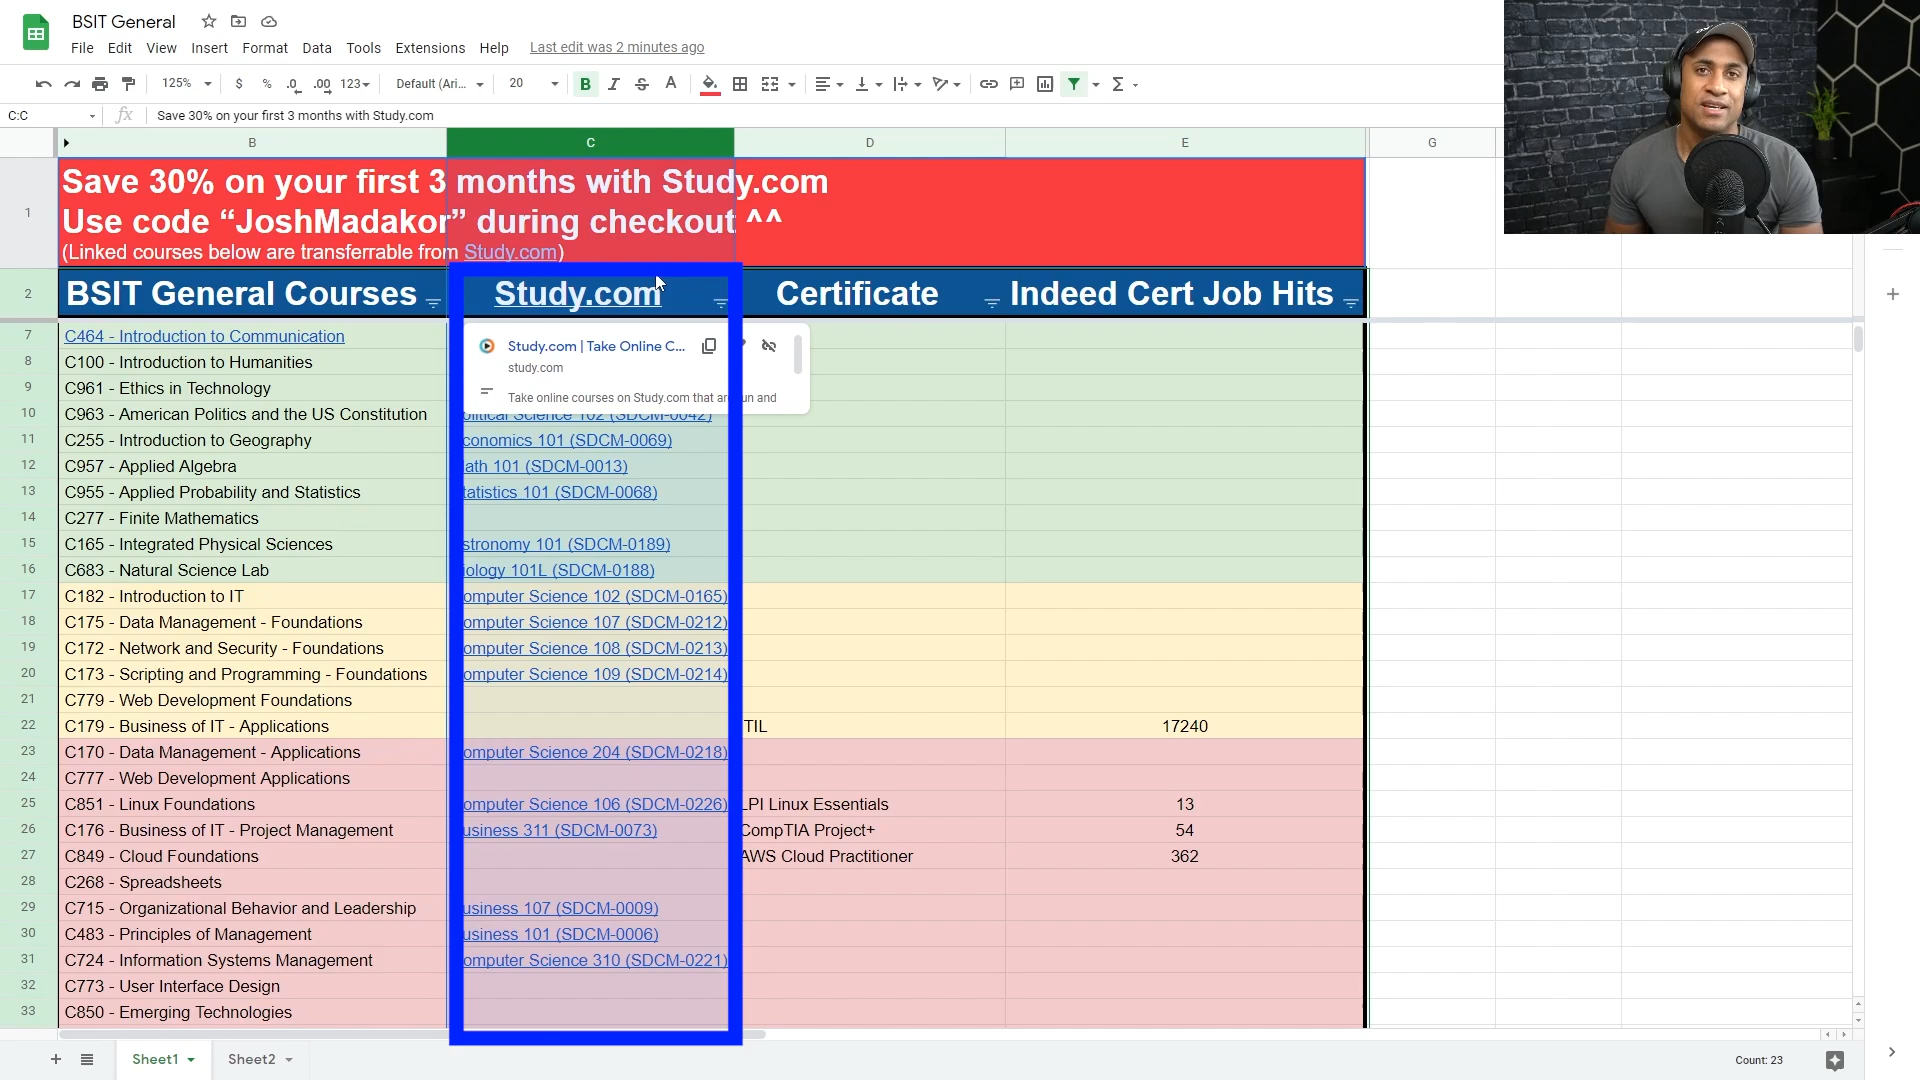 BSIT General
File Edit View Insert Format Data Tools Extensions Help Last edit was 2 minutes ago
125% $ % .0 .00 123 Default (Ari... 20 B I S A
C:C fx Save 30% on your first 3 months with Study.com
B C D E G
1 Save 30% on your first 3 months with Study.com
Use code “JoshMadakor” during checkout ^^
(Linked courses below are transferrable from Study.com)
2 BSIT General Courses Study.com Certificate Indeed Cert Job Hits
7 C464 - Introduction to Communication
Study.com | Take Online C...
study.com
Take online courses on Study.com that are un and
8 C100 - Introduction to Humanities
9 C961 - Ethics in Technology
10 C963 - American Politics and the US Constitution olitical Science 102 (SDCM-0042)
11 C255 - Introduction to Geography conomics 101 (SDCM-0069)
12 C957 - Applied Algebra ath 101 (SDCM-0013)
13 C955 - Applied Probability and Statistics tatistics 101 (SDCM-0068)
14 C277 - Finite Mathematics
15 C165 - Integrated Physical Sciences stronomy 101 (SDCM-0189)
16 C683 - Natural Science Lab iology 101L (SDCM-0188)
17 C182 - Introduction to IT omputer Science 102 (SDCM-0165)
18 C175 - Data Management - Foundations omputer Science 107 (SDCM-0212)
19 C172 - Network and Security - Foundations omputer Science 108 (SDCM-0213)
20 C173 - Scripting and Programming - Foundations omputer Science 109 (SDCM-0214)
21 C779 - Web Development Foundations
22 C179 - Business of IT - Applications TIL 17240
23 C170 - Data Management - Applications omputer Science 204 (SDCM-0218)
24 C777 - Web Development Applications
25 C851 - Linux Foundations omputer Science 106 (SDCM-0226) LPI Linux Essentials 13
26 C176 - Business of IT - Project Management usiness 311 (SDCM-0073) CompTIA Project+ 54
27 C849 - Cloud Foundations AWS Cloud Practitioner 362
28 C268 - Spreadsheets
29 C715 - Organizational Behavior and Leadership usiness 107 (SDCM-0009)
30 C483 - Principles of Management usiness 101 (SDCM-0006)
31 C724 - Information Systems Management omputer Science 310 (SDCM-0221)
32 C773 - User Interface Design
33 C850 - Emerging Technologies
Sheet1 Sheet2 Count: 23